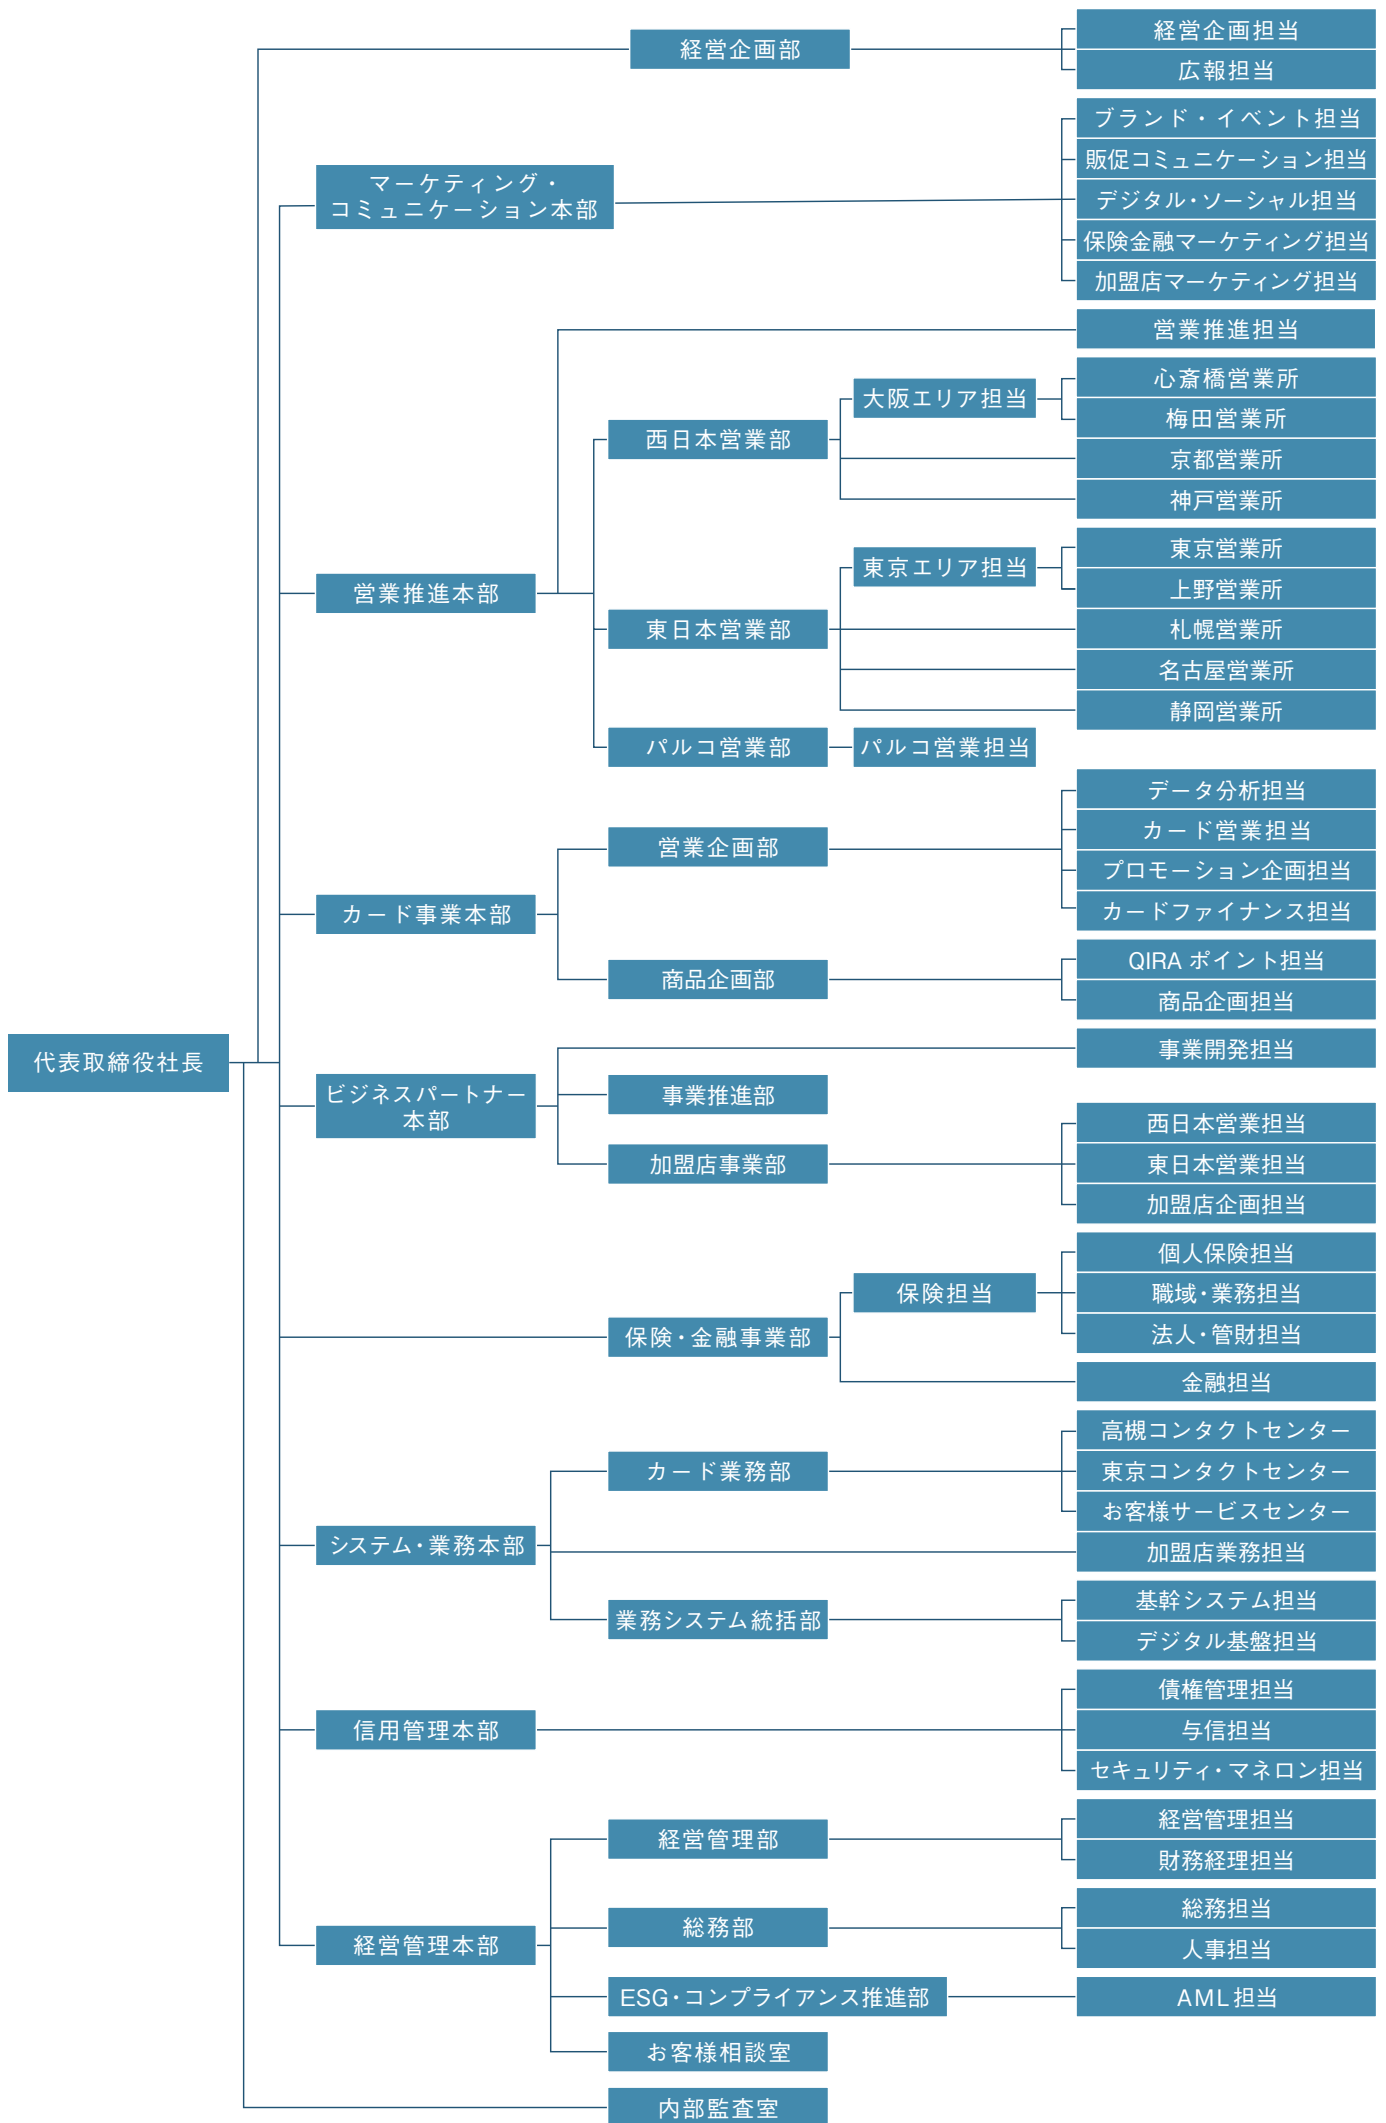 経営企画部
経営企画担当
広報担当
マーケティング・
コミュニケーション本部
ブランド・イベント担当
販促コミュニケーション担当
デジタル・ソーシャル担当
保険金融マーケティング担当
加盟店マーケティング担当
営業推進本部
営業推進担当
西日本営業部
大阪エリア担当
心斎橋営業所
梅田営業所
京都営業所
神戸営業所
東日本営業部
東京エリア担当
東京営業所
上野営業所
札幌営業所
名古屋営業所
静岡営業所
パルコ営業部
パルコ営業担当
カード事業本部
営業企画部
データ分析担当
カード営業担当
プロモーション企画担当
カードファイナンス担当
商品企画部
QIRA ポイント担当
商品企画担当
代表取締役社長
ビジネスパートナー
本部
事業開発担当
事業推進部
加盟店事業部
西日本営業担当
東日本営業担当
加盟店企画担当
保険・金融事業部
保険担当
個人保険担当
職域・業務担当
法人・管財担当
金融担当
システム・業務本部
カード業務部
高槻コンタクトセンター
東京コンタクトセンター
お客様サービスセンター
加盟店業務担当
業務システム統括部
基幹システム担当
デジタル基盤担当
信用管理本部
債権管理担当
与信担当
セキュリティ・マネロン担当
経営管理本部
経営管理部
経営管理担当
財務経理担当
総務部
総務担当
人事担当
ESG・コンプライアンス推進部
AML担当
お客様相談室
内部監査室